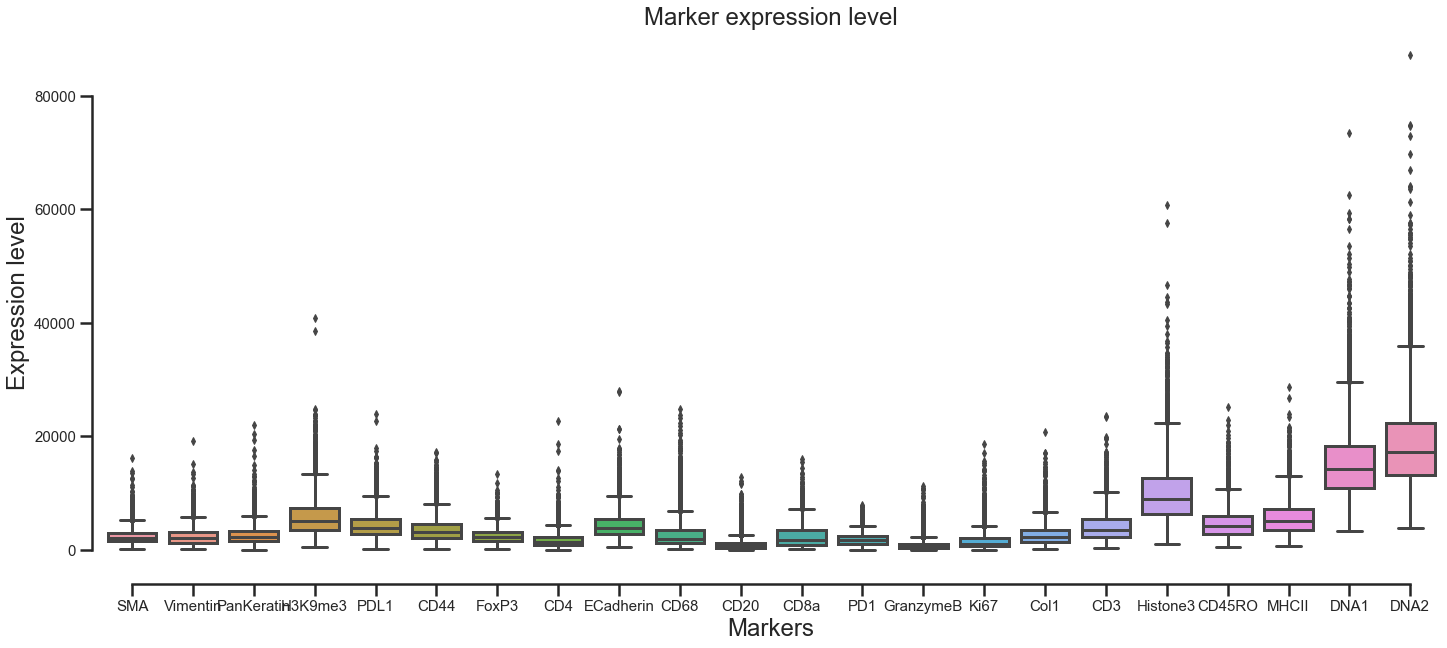 Marker expression level
80000
60000
40000
20000
0
Expression level
SMA Vimentin PanKeratin H3K9me3 PDL1 CD44 FoxP3 CD4 ECadherin CD68 CD20 CD8a PD1 GranzymeB Ki67 Col1 CD3 Histone3 CD45RO MHCII DNA1 DNA2
Markers